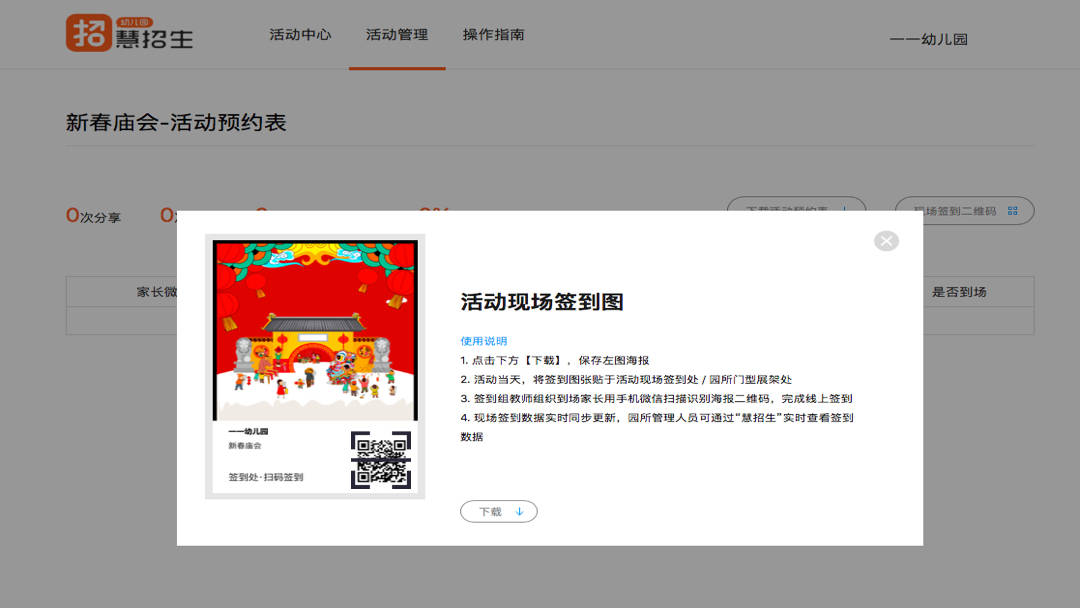 招 幼儿园
慧招生
活动中心 活动管理 操作指南
一一幼儿园
新春庙会-活动预约表
0次分享 0
下载活动预约表
现场签到二维码
家长微
是否到场
活动现场签到图
使用说明
1. 点击下方【下载】，保存左图海报
2. 活动当天，将签到图张贴于活动现场签到处 / 园所门型展架处
3. 签到组教师组织到场家长用手机微信扫描识别海报二维码，完成线上签到
4. 现场签到数据实时同步更新，园所管理人员可通过“慧招生”实时查看签到
数据
一一幼儿园
新春庙会
签到处·扫码签到
下载